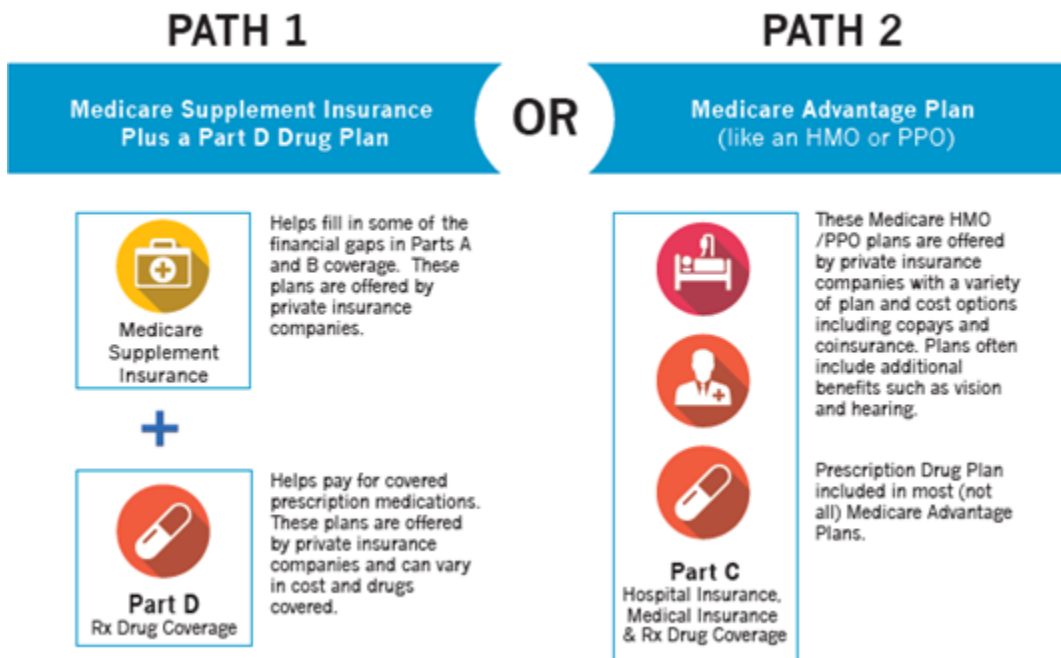 PATH 1
Medicare Supplement Insurance
Plus a Part D Drug Plan
Medicare
Supplement
Insurance
Helps fill in some of the
financial gaps in Parts A
and B coverage. These
plans are offered by
private insurance
companies.
+
Part D
Rx Drug Coverage
Helps pay for covered
prescription medications.
These plans are offered
by private insurance
companies and can vary
in cost and drugs
covered.
OR
PATH 2
Medicare Advantage Plan
(like an HMO or PPO)
These Medicare HMO
/PPO plans are offered
by private insurance
companies with a variety
of plan and cost options
including copays and
coinsurance. Plans often
include additional
benefits such as vision
and hearing.
Prescription Drug Plan
included in most (not
all) Medicare Advantage
Plans.
Part C
Hospital Insurance,
Medical Insurance
& Rx Drug Coverage